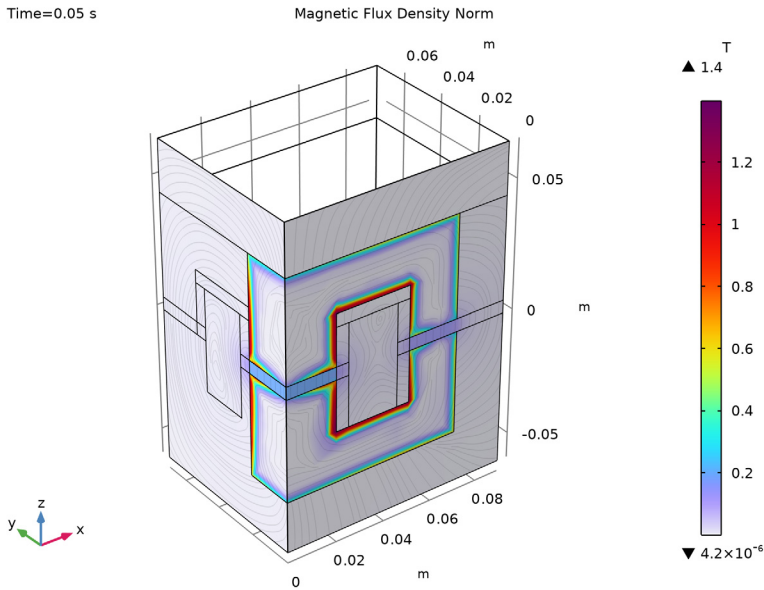 Time=0.05 s
Magnetic Flux Density Norm
m
0.06
0.04
0.02
0
0.05
0
m
-0.05
0.08
0.06
0.04
0.02
0
m
T
▲ 1.4
1.2
1
0.8
0.6
0.4
0.2
▼ 4.2×10⁻⁶
z
y
x